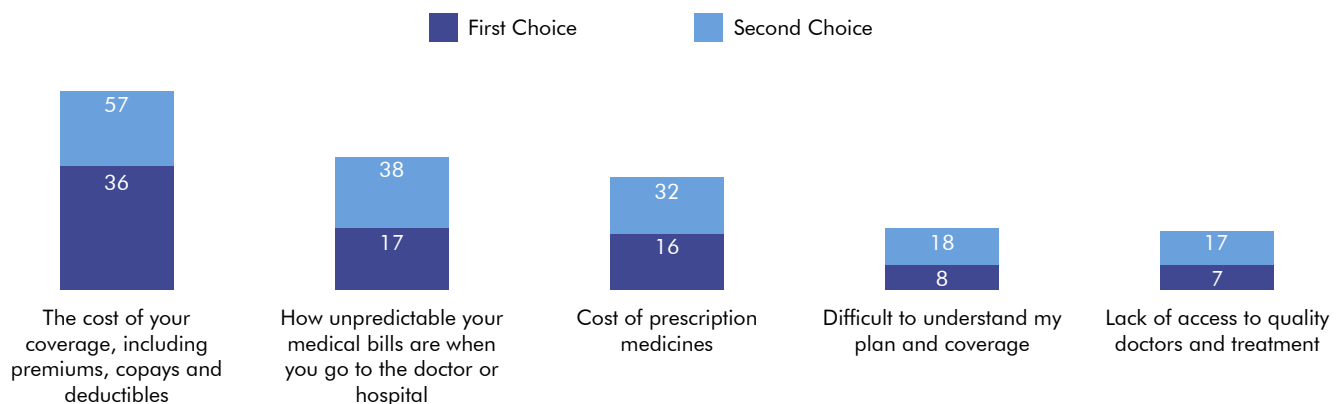 First Choice
Second Choice
57
36
38
17
32
16
18
8
17
7
The cost of your
coverage, including
premiums, copays and
deductibles
How unpredictable your
medical bills are when
you go to the doctor or
hospital
Cost of prescription
medicines
Difficult to understand my
plan and coverage
Lack of access to quality
doctors and treatment